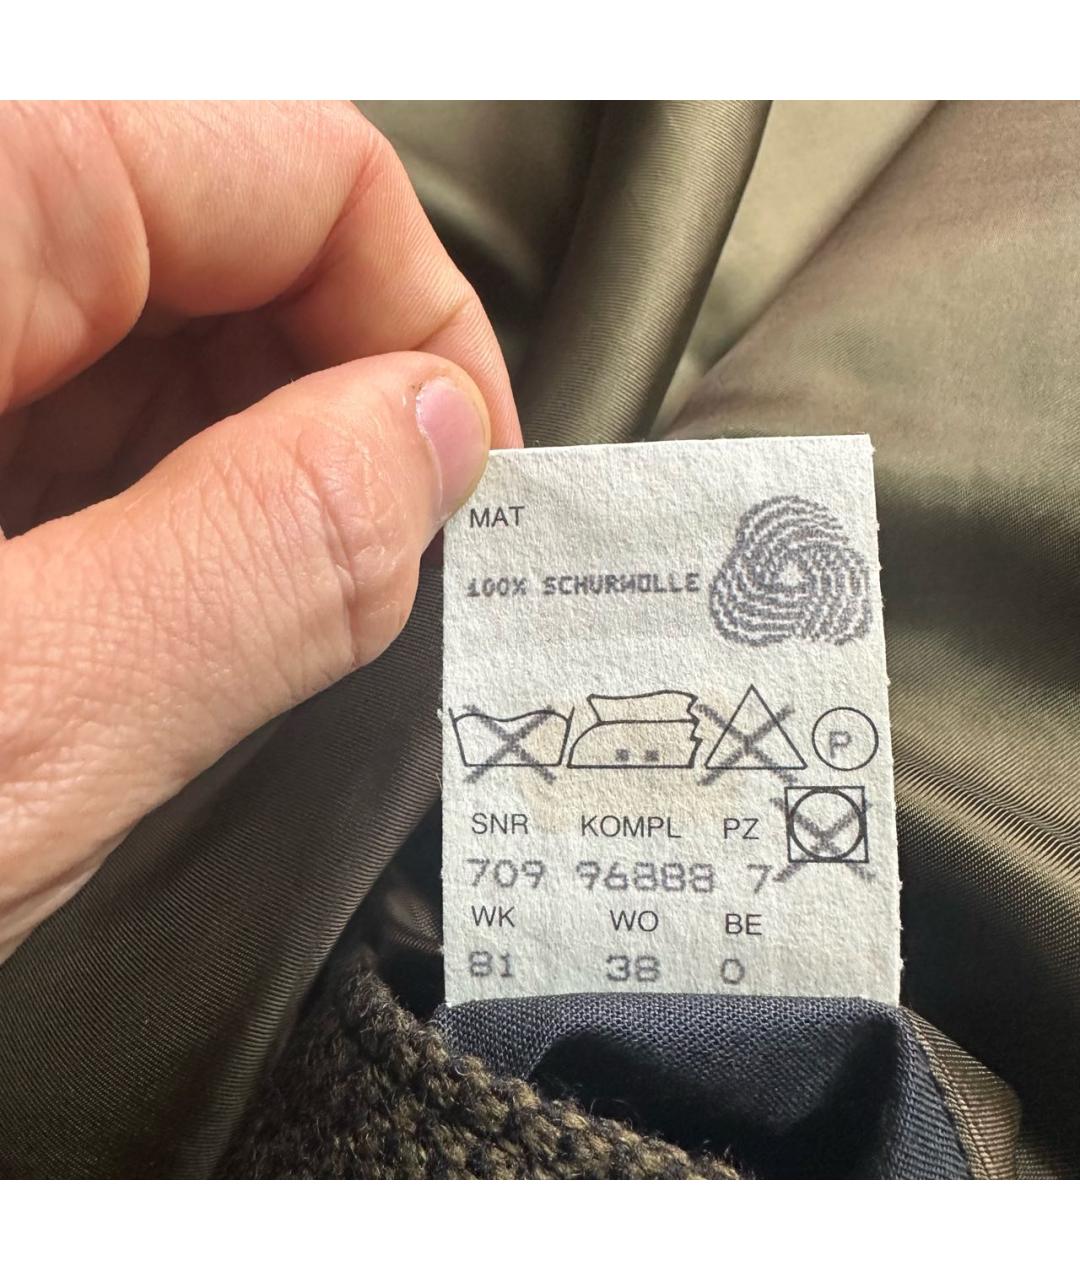 MAT
100% SCHURWOLLE
P
SNR KOMPL PZ
709 96888 7
WK WO BE
81 38 0